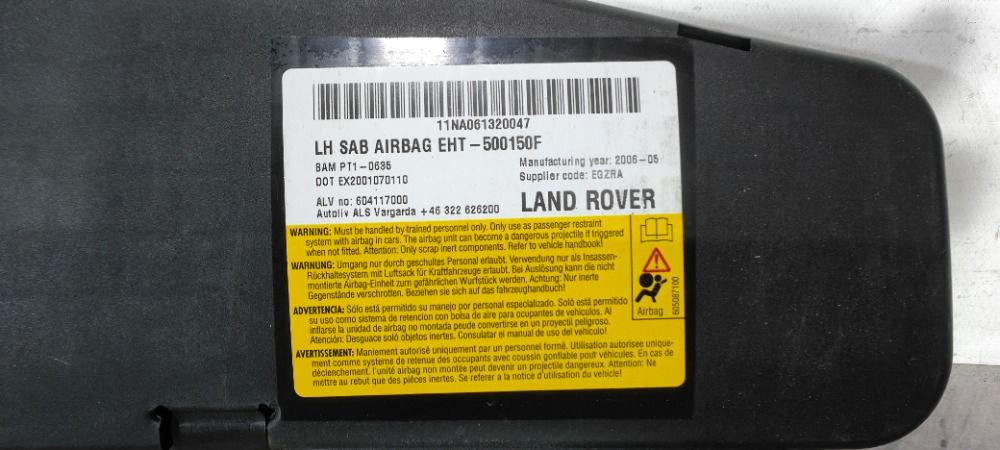 11NA061320047
LH SAB AIRBAG EHT-500150F
BAM PT1-0635
DOT EX2001070110
Manufacturing year: 2006-05
Supplier code: EGZRA
ALV no: 604117000
Autoliv ALS Vargarda +46 322 626200
LAND ROVER
WARNING: Must be handled by trained personnel only. Only use as passenger restraint
system with airbag in cars. The airbag unit can become a dangerous projectile if triggered
when not fitted. Attention: Only scrap inert components. Refer to vehicle handbook!
WARNUNG: Umgang nur durch geschultes Personal erlaubt. Verwendung nur als Insassen-
Rückhaltesystem mit Luftsack für Kraftfahrzeuge erlaubt. Bei Auslösung kann die nicht
montierte Airbag-Einheit zum gefährlichen Wurfstück werden. Achtung: Nur inerte
Gegenstände verschrotten. Beziehen sie sich auf das fahrzeughandbuch!
ADVERTENCIA: Sólo está permitido su manejo por personal especializado. Soló está permitido
su uso como sistema de retencion con bolsa de aire para ocupantes de vehiculos. Al
inflarse la unidad de airbag no montada peude convertirse en un proyectil peligroso.
Atención: Desguace soló objetos inertes. Consulatar el manual de uso del vehiculo!
AVERTISSEMENT: Maniement autorisé uniquement par un personnel formé. Utilisation autorisee unique-
ment comme systeme de retenue des occupants avec coussin gonflable pour véhicules. En cas de
déclenchement, l'unité airbag non montée peut devenir un projectile dangereux. Attention: Ne
mettre au rebut que des pièces inertes. Se referer a la notice d'utilisation du vehicule!
Airbag
605087100